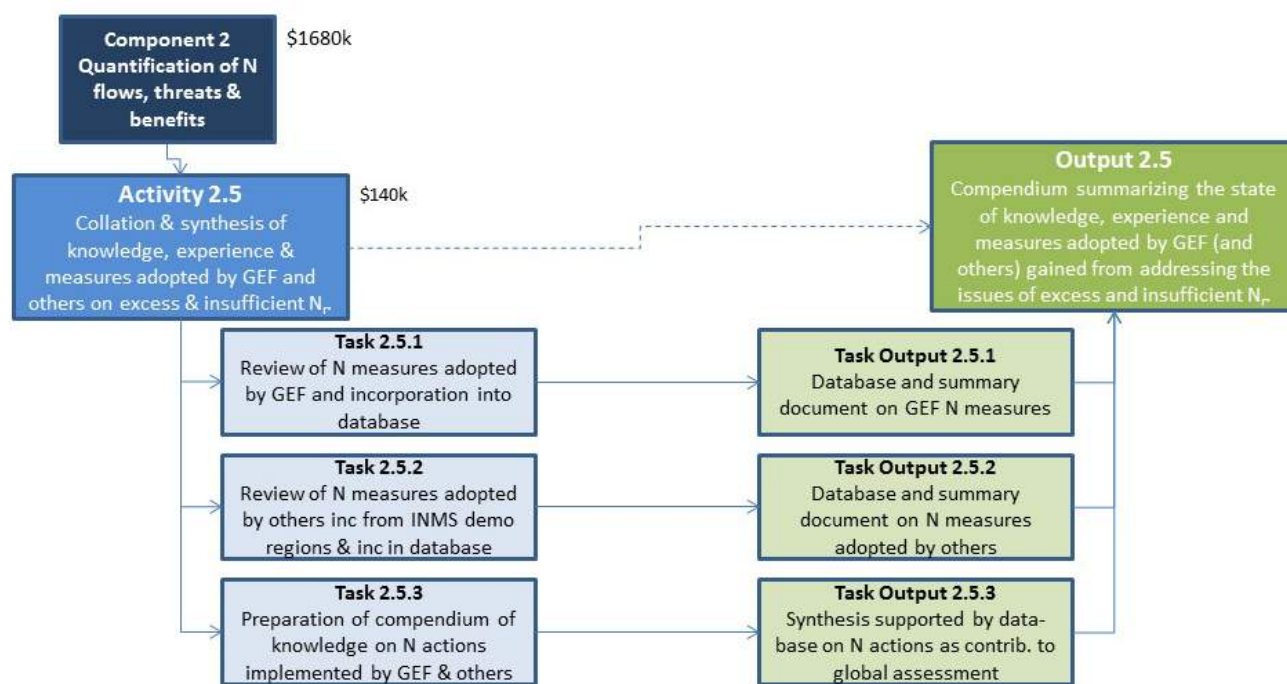 Component 2
Quantification of N
flows, threats &
benefits
$1680k
Activity 2.5
Collation & synthesis of
knowledge, experience &
measures adopted by GEF and
others on excess & insufficient Nr.
$140k
Output 2.5
Compendium summarizing the state
of knowledge, experience and
measures adopted by GEF (and
others) gained from addressing the
issues of excess and insufficient Nr.
Task 2.5.1
Review of N measures adopted
by GEF and incorporation into
database
Task Output 2.5.1
Database and summary
document on GEF N measures
Task 2.5.2
Review of N measures adopted
by others inc from INMS demo
regions & inc in database
Task Output 2.5.2
Database and summary
document on N measures
adopted by others
Task 2.5.3
Preparation of compendium of
knowledge on N actions
implemented by GEF & others
Task Output 2.5.3
Synthesis supported by data-
base on N actions as contrib. to
global assessment